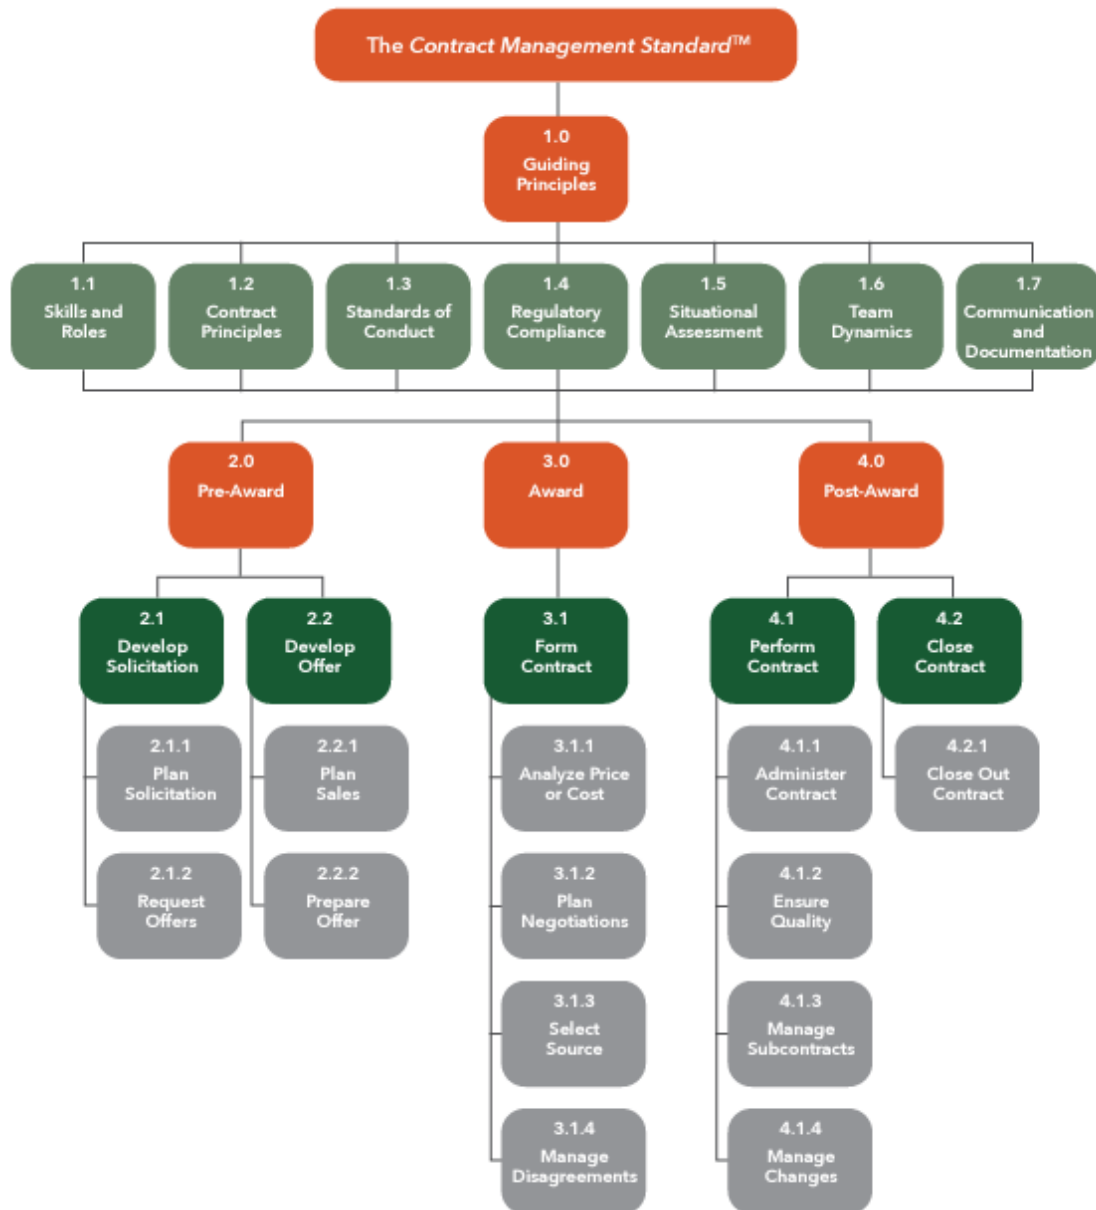 The Contract Management Standard™
1.0
Guiding
Principles
1.1
Skills and
Roles
1.2
Contract
Principles
1.3
Standards of
Conduct
1.4
Regulatory
Compliance
1.5
Situational
Assessment
1.6
Team
Dynamics
1.7
Communication
and
Documentation
2.0
Pre-Award
3.0
Award
4.0
Post-Award
2.1
Develop
Solicitation
2.2
Develop
Offer
3.1
Form
Contract
4.1
Perform
Contract
4.2
Close
Contract
2.1.1
Plan
Solicitation
2.2.1
Plan
Sales
3.1.1
Analyze Price
or Cost
4.1.1
Administer
Contract
4.2.1
Close Out
Contract
2.1.2
Request
Offers
2.2.2
Prepare
Offer
3.1.2
Plan
Negotiations
4.1.2
Ensure
Quality
3.1.3
Select
Source
4.1.3
Manage
Subcontracts
3.1.4
Manage
Disagreements
4.1.4
Manage
Changes